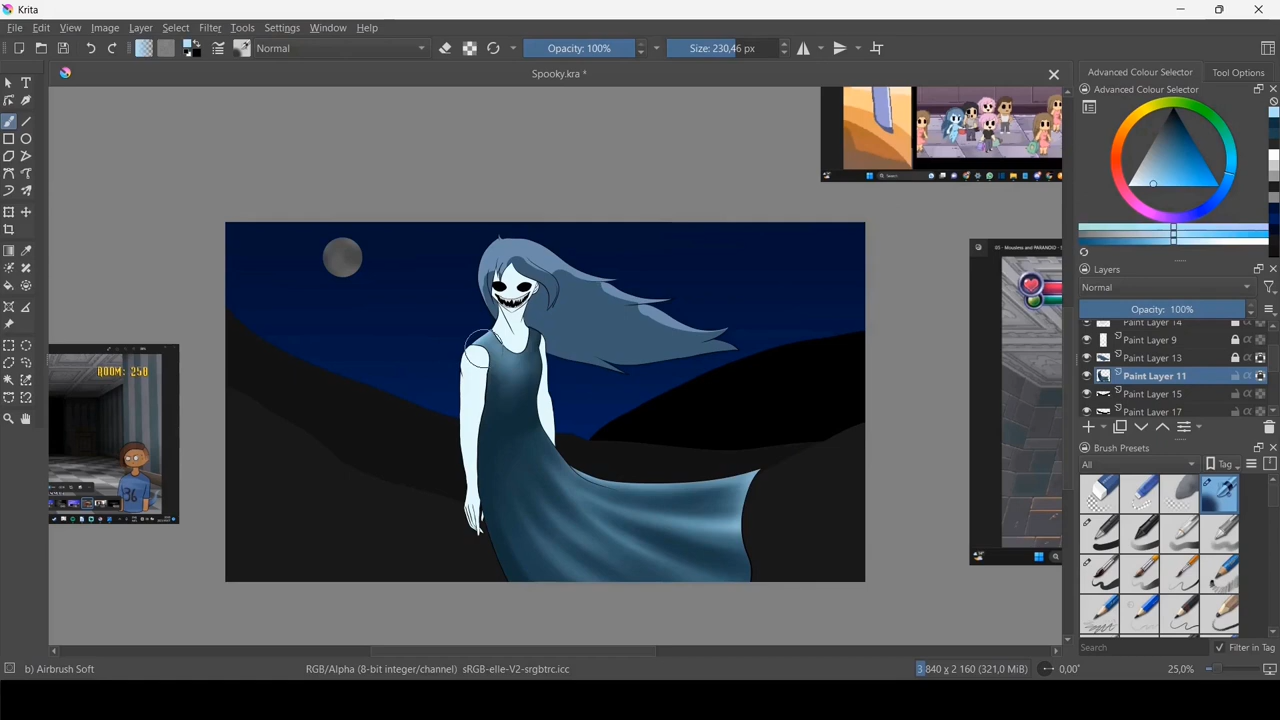 Krita
File Edit View Image Layer Select Filter Tools Settings Window Help
Normal
Opacity: 100%
Size: 230,46 px
Spooky.kra *
Advanced Colour Selector
Tool Options
Advanced Colour Selector
Layers
Normal
Opacity: 100%
Paint Layer 14
Paint Layer 9
Paint Layer 13
Paint Layer 11
Paint Layer 15
Paint Layer 17
Brush Presets
All
Tag
Search
Filter in Tag
ROOM: 250
36
Search
b) Airbrush Soft
RGB/Alpha (8-bit integer/channel) sRGB-elle-V2-srgbtrc.icc
3 840 x 2 160 (321,0 MiB)
0,00°
25,0%